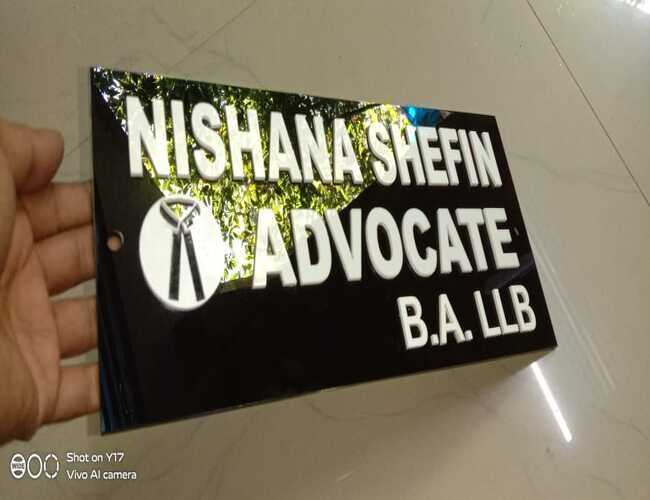 NISHANA SHEFIN
ADVOCATE
B.A. LLB
Shot on Y17
Vivo AI camera